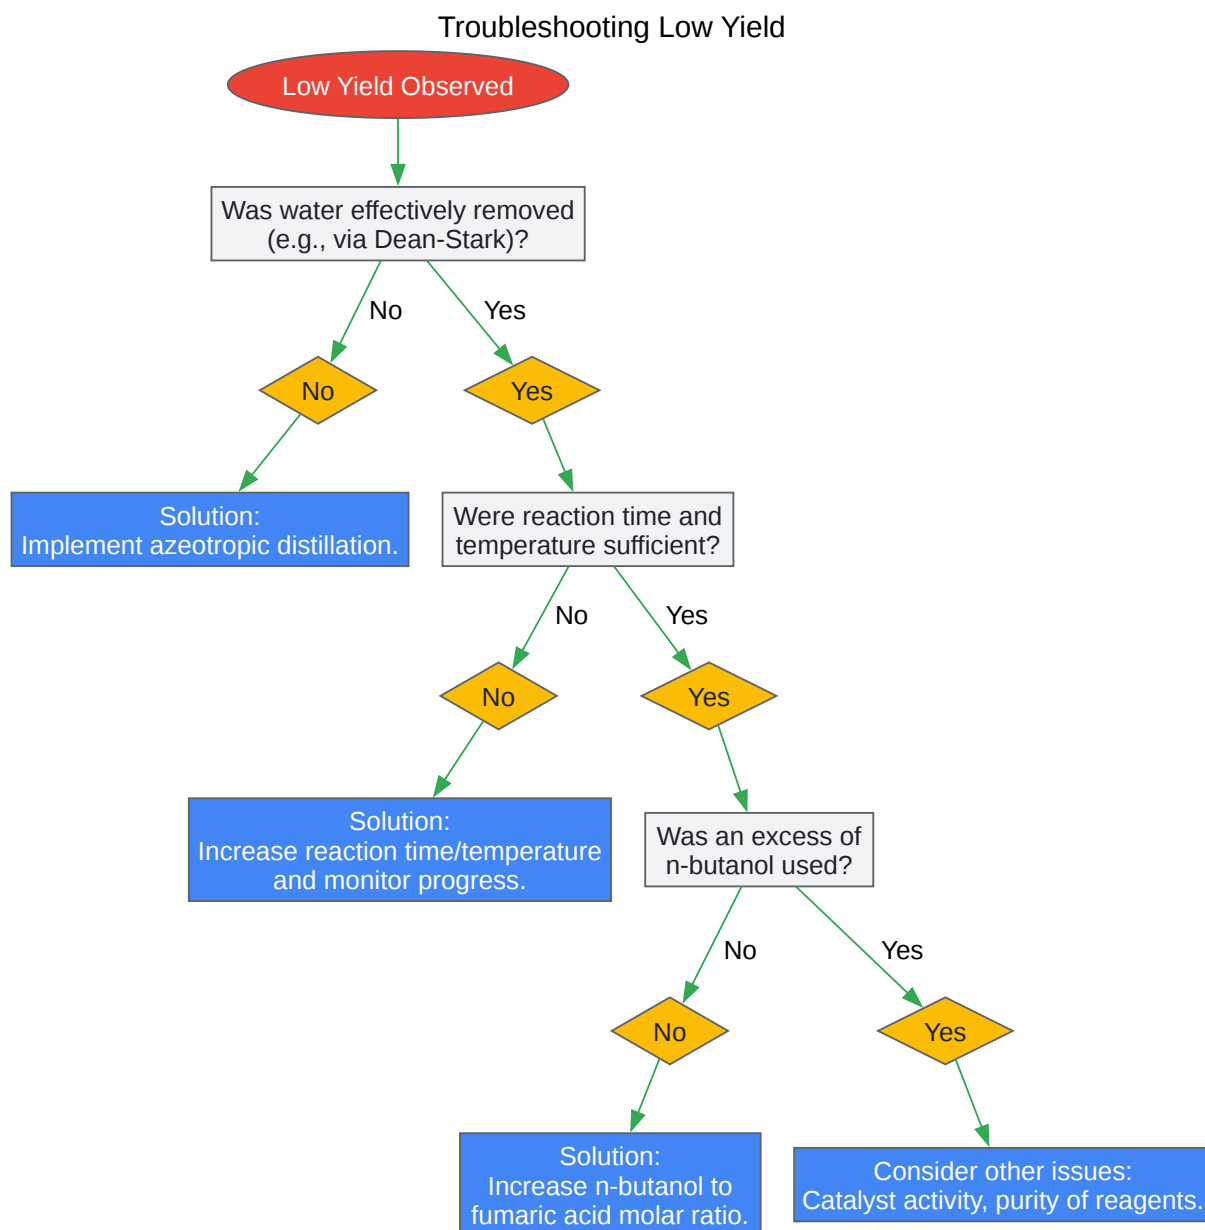 Troubleshooting Low Yield
Low Yield Observed
Was water effectively removed
(e.g., via Dean-Stark)?
No
Yes
No
Yes
Solution:
Implement azeotropic distillation.
Were reaction time and
temperature sufficient?
No
Yes
No
Yes
Solution:
Increase reaction time/temperature
and monitor progress.
Was an excess of
n-butanol used?
No
Yes
No
Yes
Solution:
Increase n-butanol to
fumaric acid molar ratio.
Consider other issues:
Catalyst activity, purity of reagents.